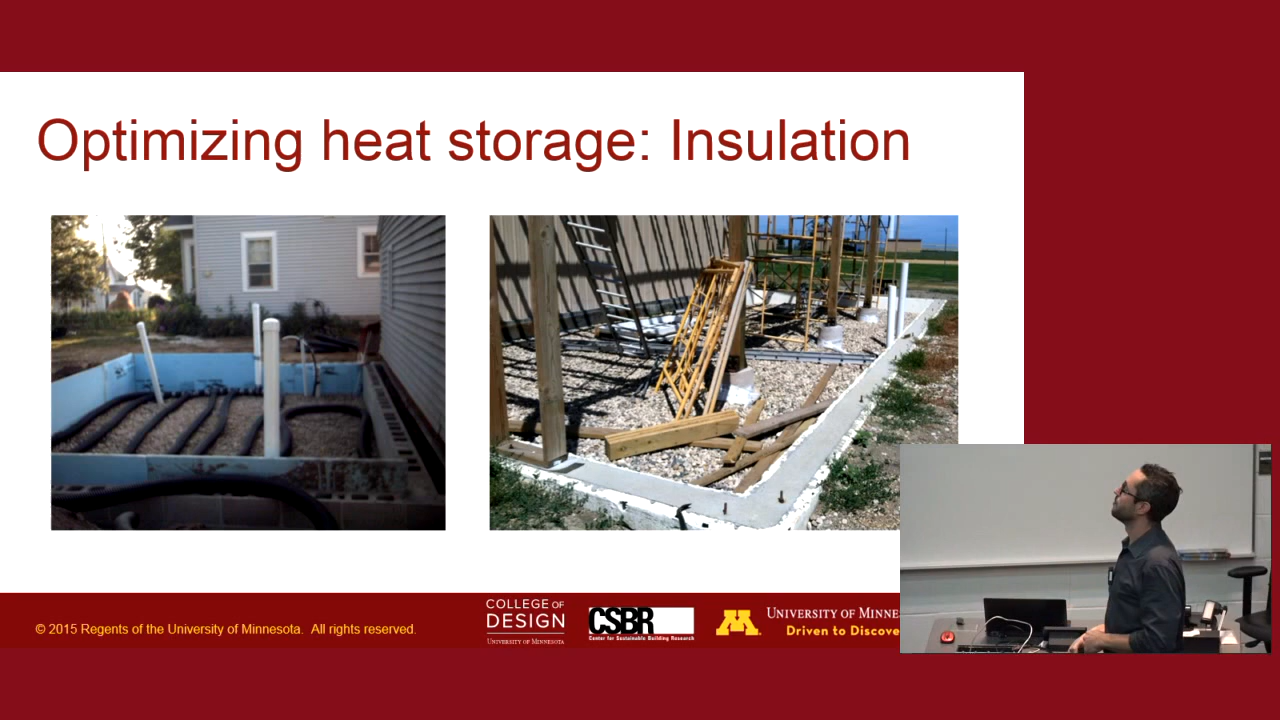 Optimizing heat storage: Insulation
© 2015 Regents of the University of Minnesota. All rights reserved.
COLLEGE OF
DESIGN
UNIVERSITY OF MINNESOTA
CSBR
Center for Sustainable Building Research
M
UNIVERSITY OF MINNE
Driven to Discove